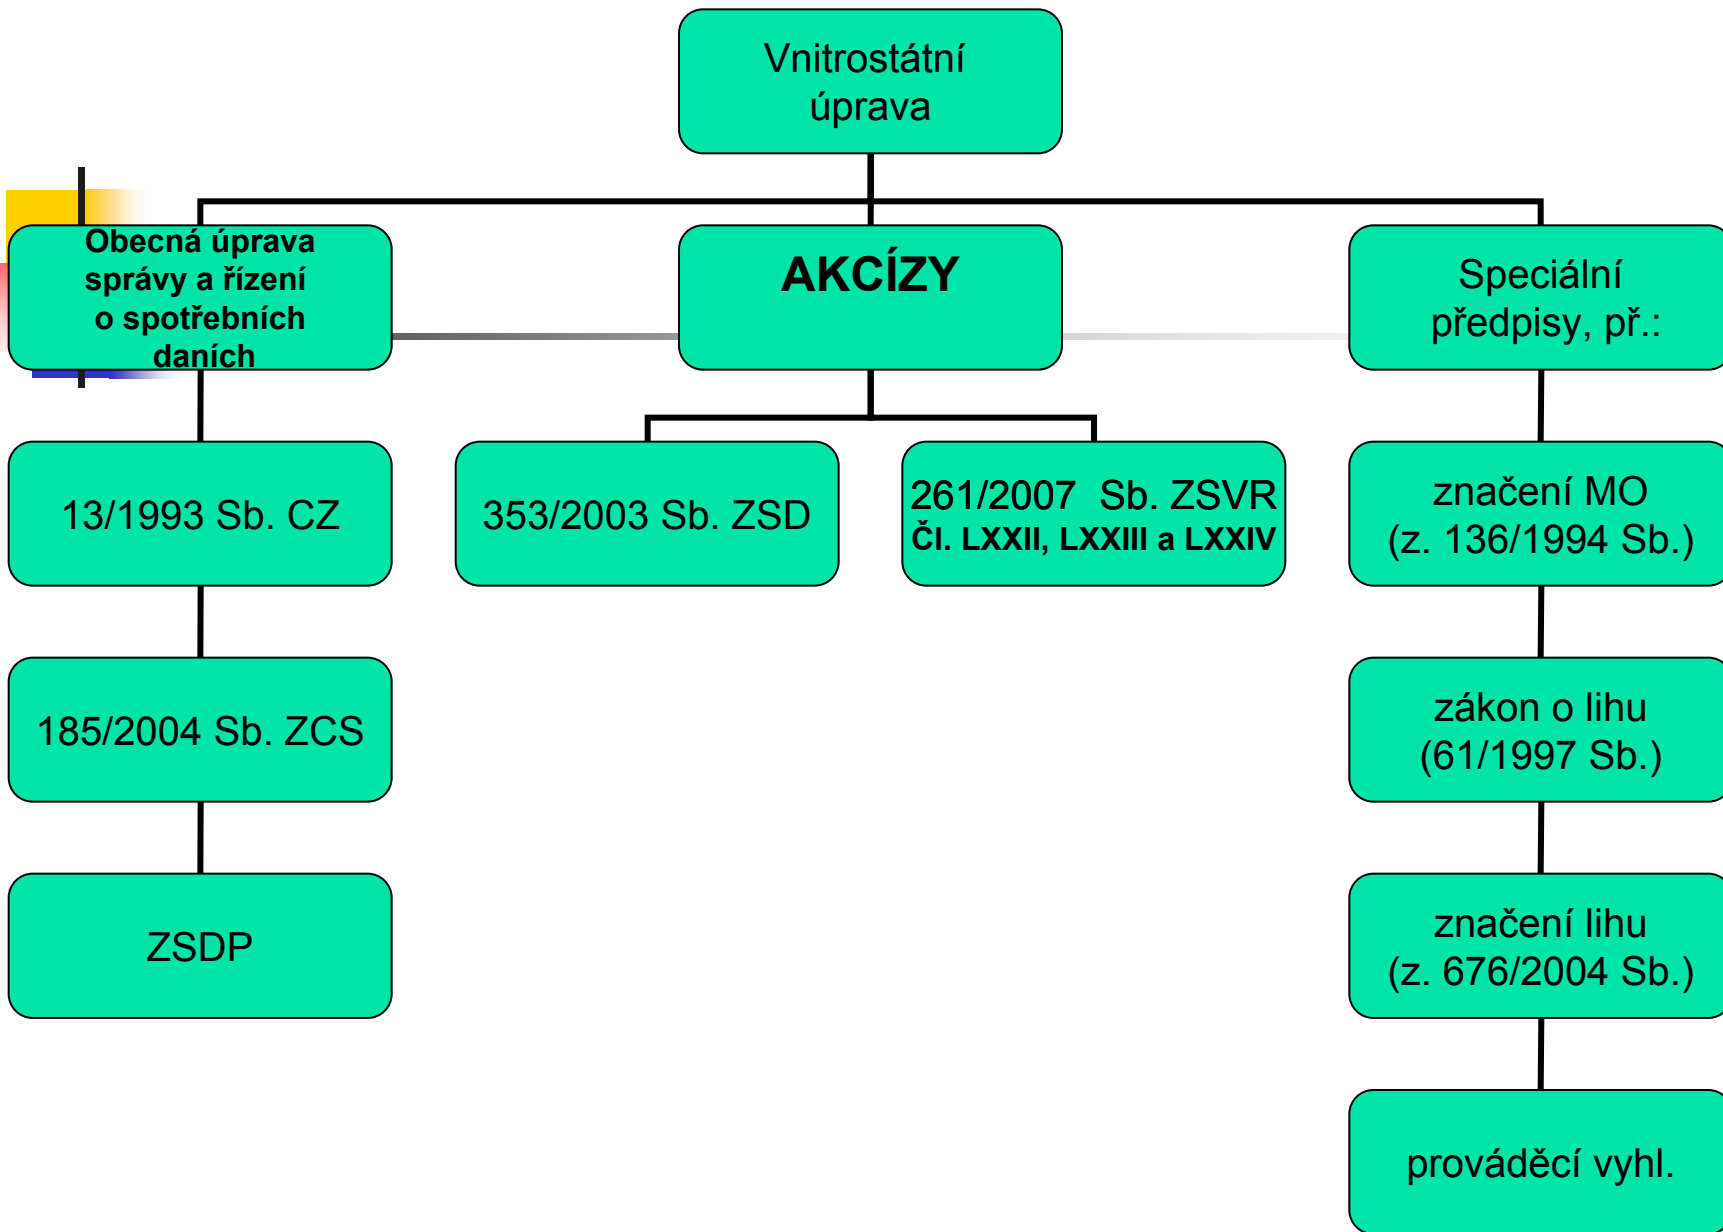 Vnitrostátní
úprava
Obecná úprava
správy a řízení
o spotřebních
daních
AKCÍZY
Speciální
předpisy, př.:
13/1993 Sb. CZ
353/2003 Sb. ZSD
261/2007 Sb. ZSVR
Čl. LXXII, LXXIII a LXXIV
značení MO
(z. 136/1994 Sb.)
185/2004 Sb. ZCS
zákon o lihu
(61/1997 Sb.)
ZSDP
značení lihu
(z. 676/2004 Sb.)
prováděcí vyhl.